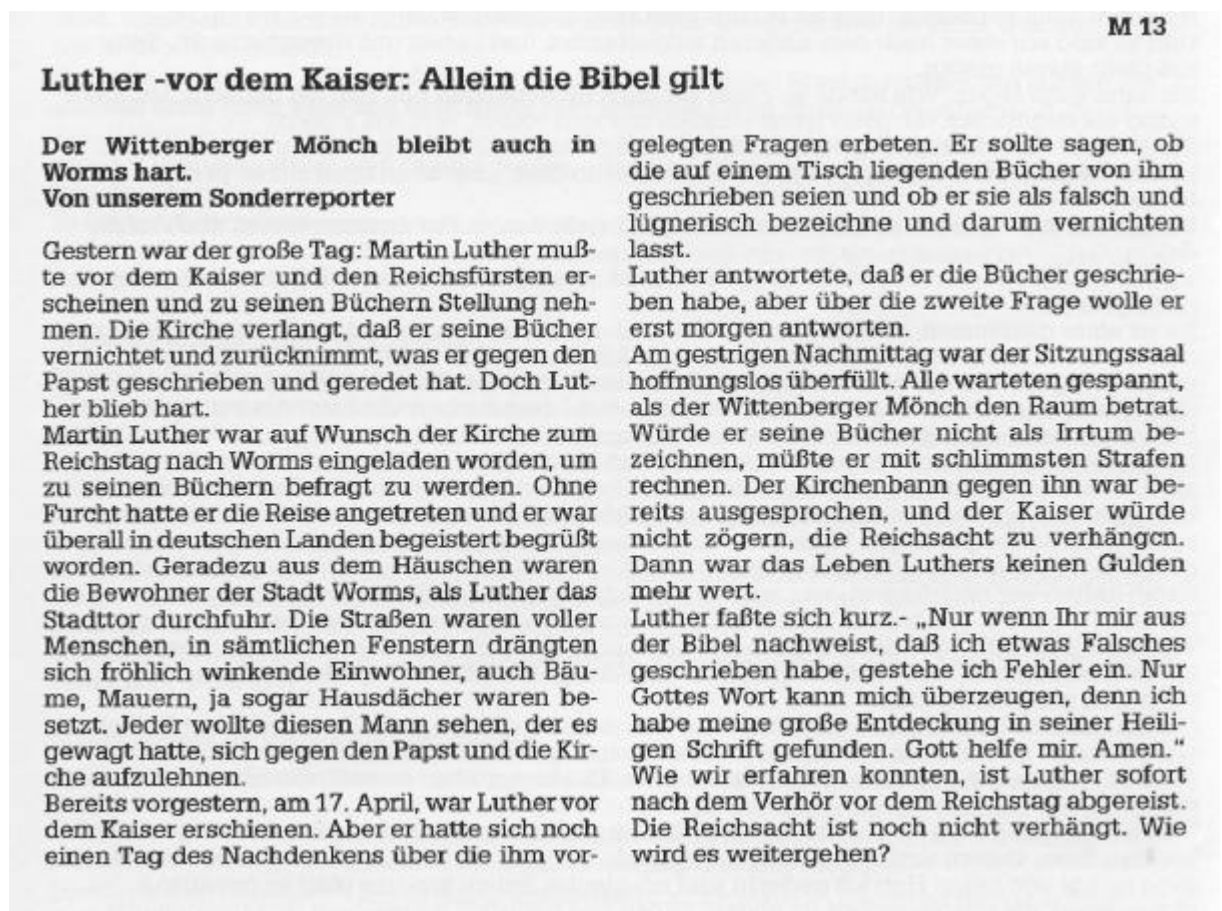 M 13
Luther -vor dem Kaiser: Allein die Bibel gilt
Der Wittenberger Mönch bleibt auch in
Worms hart.
Von unserem Sonderreporter
Gestern war der große Tag: Martin Luther muß-
te vor dem Kaiser und den Reichsfürsten er-
scheinen und zu seinen Büchern Stellung neh-
men. Die Kirche verlangt, daß er seine Bücher
vernichtet und zurücknimmt, was er gegen den
Papst geschrieben und geredet hat. Doch Lut-
her blieb hart.
Martin Luther war auf Wunsch der Kirche zum
Reichstag nach Worms eingeladen worden, um
zu seinen Büchern befragt zu werden. Ohne
Furcht hatte er die Reise angetreten und er war
überall in deutschen Landen begeistert begrüßt
worden. Geradezu aus dem Häuschen waren
die Bewohner der Stadt Worms, als Luther das
Stadttor durchfuhr. Die Straßen waren voller
Menschen, in sämtlichen Fenstern drängten
sich fröhlich winkende Einwohner, auch Bäu-
me, Mauern, ja sogar Hausdächer waren be-
setzt. Jeder wollte diesen Mann sehen, der es
gewagt hatte, sich gegen den Papst und die Kir-
che aufzulehnen.
Bereits vorgestern, am 17. April, war Luther vor
dem Kaiser erschienen. Aber er hatte sich noch
einen Tag des Nachdenkens über die ihm vor-
gelegten Fragen erbeten. Er sollte sagen, ob
die auf einem Tisch liegenden Bücher von ihm
geschrieben seien und ob er sie als falsch und
lügnerisch bezeichne und darum vernichten
lasst.
Luther antwortete, daß er die Bücher geschrie-
ben habe, aber über die zweite Frage wolle er
erst morgen antworten.
Am gestrigen Nachmittag war der Sitzungssaal
hoffnungslos überfüllt. Alle warteten gespannt,
als der Wittenberger Mönch den Raum betrat.
Würde er seine Bücher nicht als Irrtum be-
zeichnen, müßte er mit schlimmsten Strafen
rechnen. Der Kirchenbann gegen ihn war be-
reits ausgesprochen, und der Kaiser würde
nicht zögern, die Reichsacht zu verhängen.
Dann war das Leben Luthers keinen Gulden
mehr wert.
Luther faßte sich kurz.- „Nur wenn Ihr mir aus
der Bibel nachweist, daß ich etwas Falsches
geschrieben habe, gestehe ich Fehler ein. Nur
Gottes Wort kann mich überzeugen, denn ich
habe meine große Entdeckung in seiner Heili-
gen Schrift gefunden. Gott helfe mir. Amen.“
Wie wir erfahren konnten, ist Luther sofort
nach dem Verhör vor dem Reichstag abgereist.
Die Reichsacht ist noch nicht verhängt. Wie
wird es weitergehen?